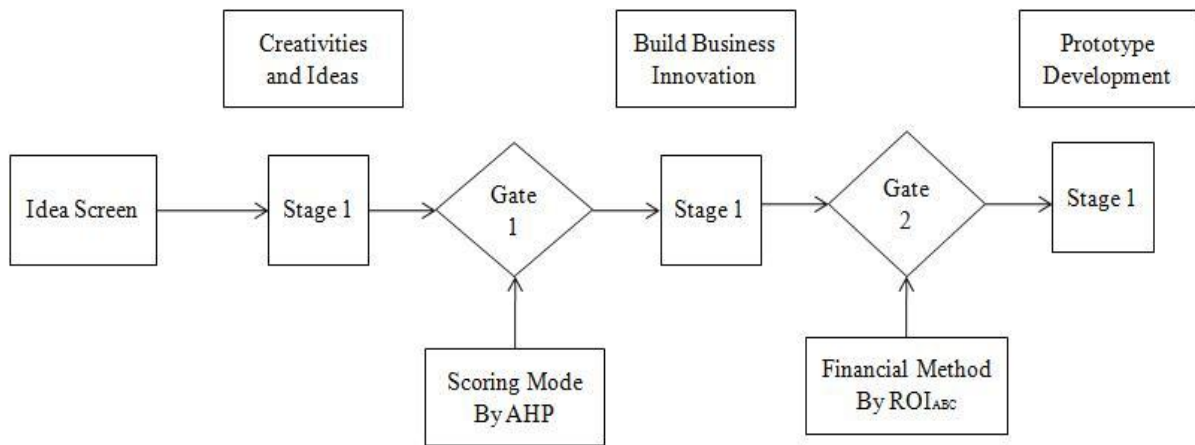 Creativities
and Ideas
Build Business
Innovation
Prototype
Development
Idea Screen
Stage 1
Gate
1
Stage 1
Gate
2
Stage 1
Scoring Mode
By AHP
Financial Method
By ROIABC